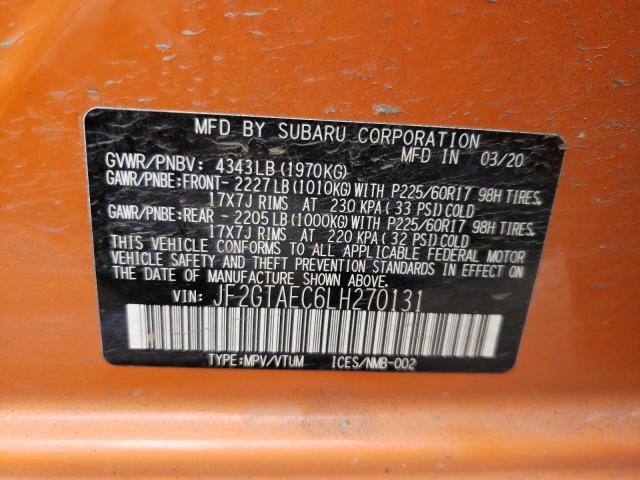 MFD BY SUBARU CORPORATION
GVWR/PNBV: 4343LB (1970KG) MFD IN 03/20
GAWR/PNBE:FRONT- 2227LB (1010KG) WITH P225/60R17 98H TIRES,
17X7J RIMS AT 230 KPA (33 PSI) COLD
GAWR/PNBE:REAR - 2205LB (1000KG) WITH P225/60R17 98H TIRES,
17X7J RIMS AT 220 KPA (32 PSI) COLD
THIS VEHICLE CONFORMS TO ALL APPLICABLE FEDERAL MOTOR
VEHICLE SAFETY AND THEFT PREVENTION STANDARDS IN EFFECT ON
THE DATE OF MANUFACTURE SHOWN ABOVE.
VIN: JF2GTAEC6LH270131
TYPE:MPV/VTUM ICES/NMB-002